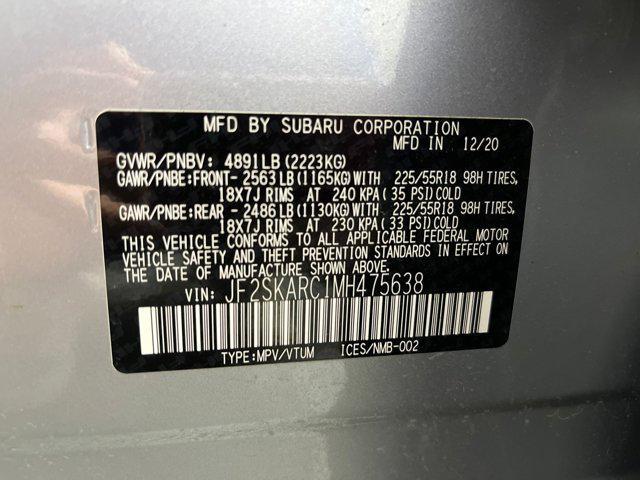 MFD BY SUBARU CORPORATION
MFD IN 12/20
GVWR/PNBV: 4891LB (2223KG)
GAWR/PNBE:FRONT- 2563LB (1165KG)WITH 225/55R18 98H TIRES,
18X7J RIMS AT 240 KPA (35 PSI)COLD
GAWR/PNBE:REAR - 2486LB (1130KG)WITH 225/55R18 98H TIRES,
18X7J RIMS AT 230 KPA (33 PSI)COLD
THIS VEHICLE CONFORMS TO ALL APPLICABLE FEDERAL MOTOR
VEHICLE SAFETY AND THEFT PREVENTION STANDARDS IN EFFECT ON
THE DATE OF MANUFACTURE SHOWN ABOVE.
VIN: JF2SKARC1MH475638
TYPE:MPV/VTUM ICES/NMB-002